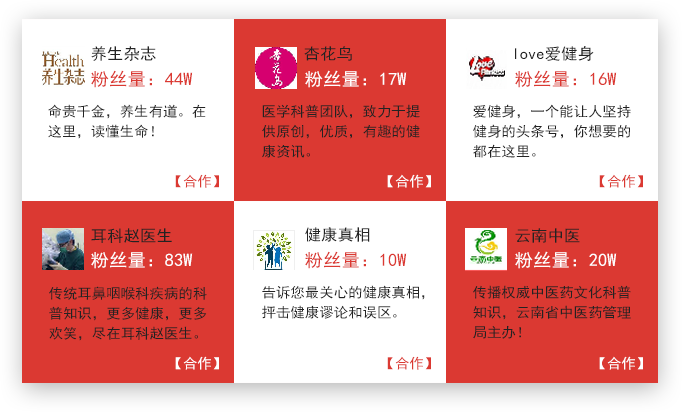 Health
养生杂志
养生杂志
粉丝量：44W
命贵千金，养生有道。在
这里，读懂生命！
【合作】
杏花鸟
杏花鸟
粉丝量：17W
医学科普团队，致力于提
供原创，优质，有趣的健
康资讯。
【合作】
Love
love爱健身
粉丝量：16W
爱健身，一个能让人坚持
健身的头条号，你想要的
都在这里。
【合作】
耳科赵医生
粉丝量：83W
传统耳鼻咽喉科疾病的科
普知识，更多健康，更多
欢笑，尽在耳科赵医生。
【合作】
健康真相
粉丝量：10W
告诉您最关心的健康真相，
抨击健康谬论和误区。
【合作】
云南中医
云南中医
粉丝量：20W
传播权威中医药文化科普
知识，云南省中医药管理
局主办！
【合作】